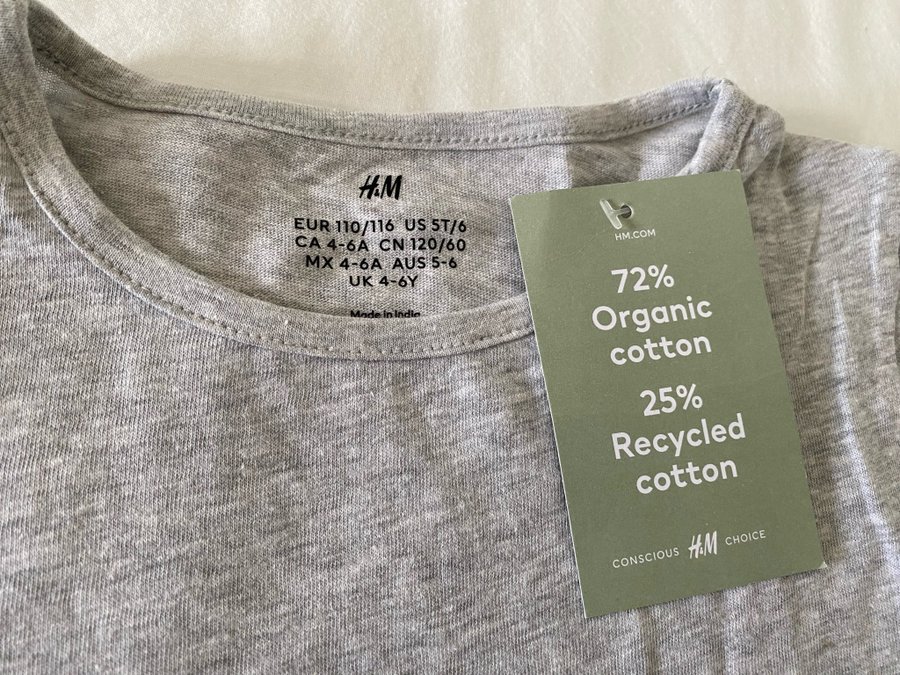 H&M
EUR 110/116 US 5T/6
CA 4-6A CN 120/60
MX 4-6A AUS 5-6
UK 4-6Y
Made in India
HM.COM
72%
Organic
cotton
25%
Recycled
cotton
CONSCIOUS H&M CHOICE